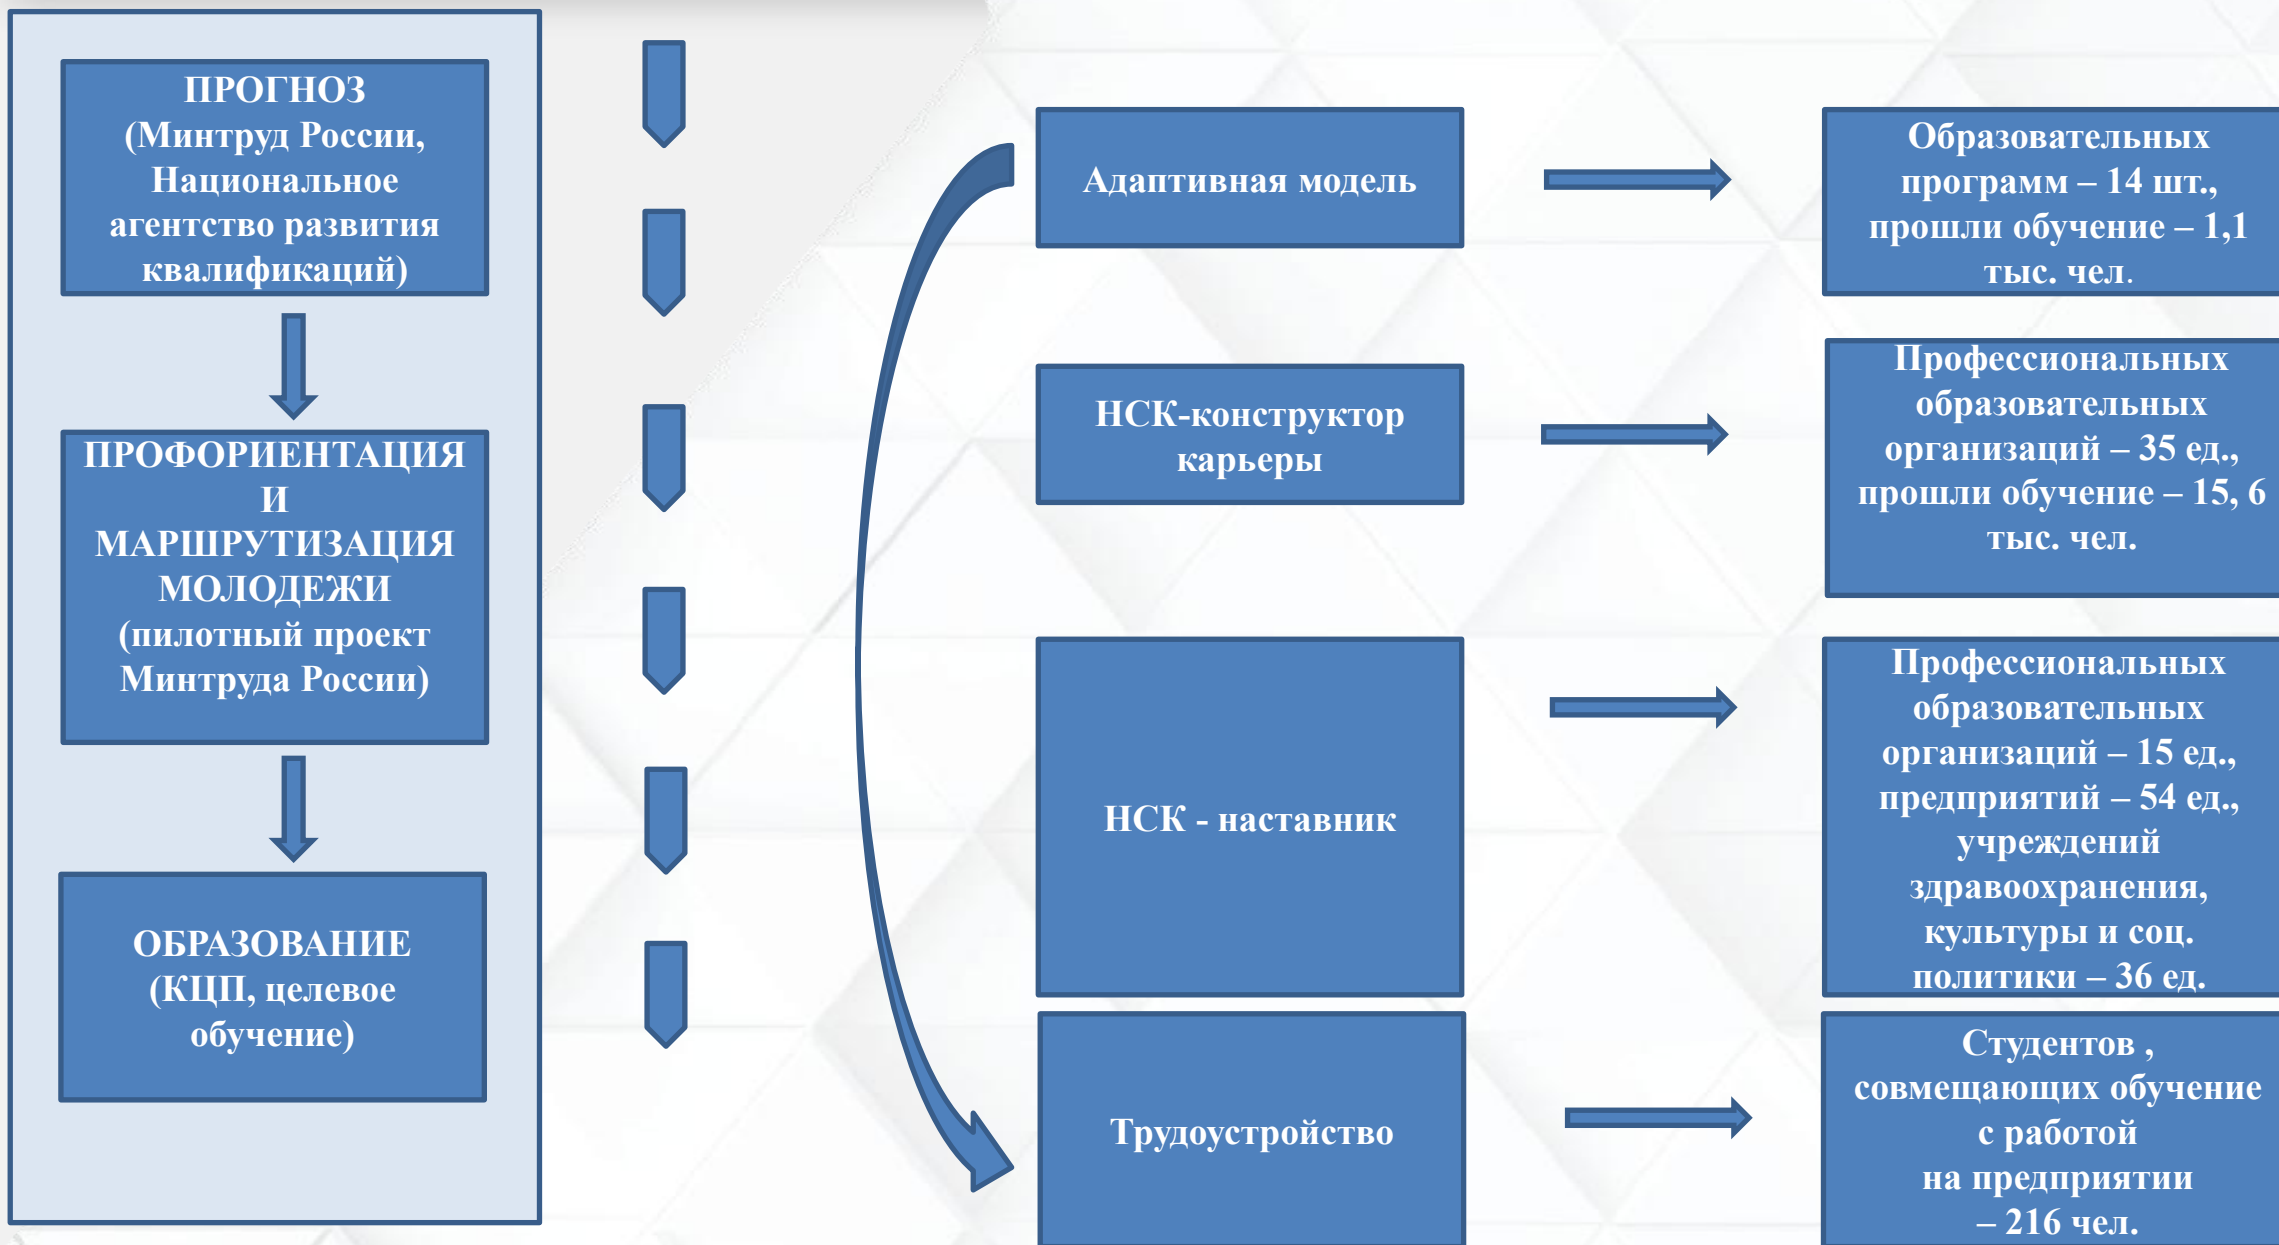 ПРОГНОЗ
(Минтруд России,
Национальное
агентство развития
квалификаций)
ПРОФОРИЕНТАЦИЯ
И
МАРШРУТИЗАЦИЯ
МОЛОДЕЖИ
(пилотный проект
Минтруда России)
ОБРАЗОВАНИЕ
(КЦП, целевое
обучение)
Адаптивная модель
Образовательных
программ – 14 шт.,
прошли обучение – 1,1
тыс. чел.
НСК-конструктор
карьеры
Профессиональных
образовательных
организаций – 35 ед.,
прошли обучение – 15, 6
тыс. чел.
НСК - наставник
Профессиональных
образовательных
организаций – 15 ед.,
предприятий – 54 ед.,
учреждений
здравоохранения,
культуры и соц.
политики – 36 ед.
Трудоустройство
Студентов ,
совмещающих обучение
с работой
на предприятии
– 216 чел.